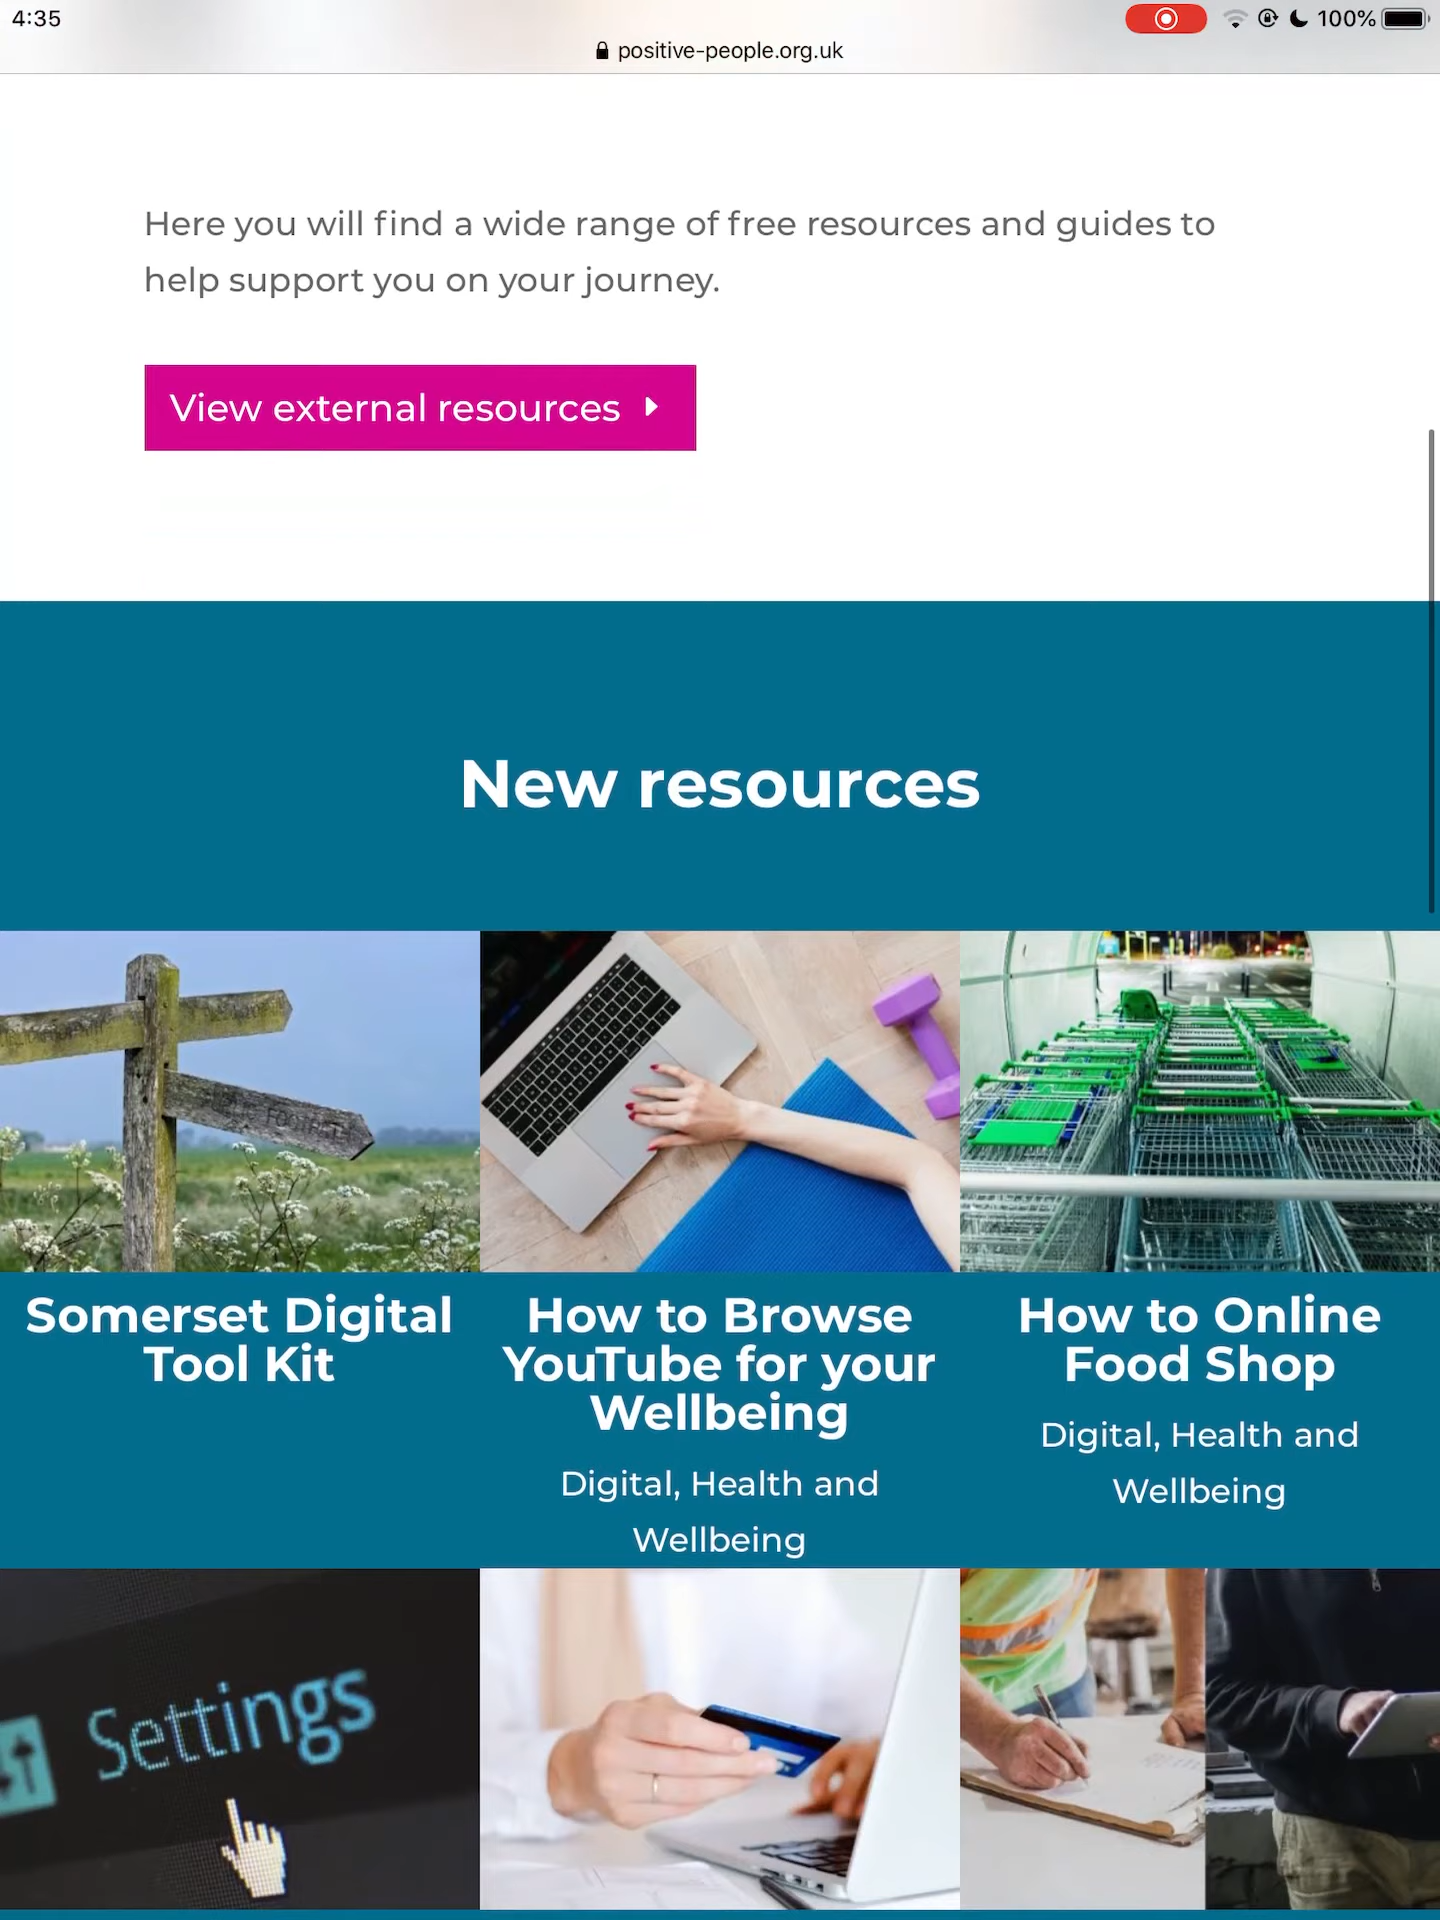 4:35
100%
positive-people.org.uk
Here you will find a wide range of free resources and guides to
help support you on your journey.
View external resources
New resources
Somerset Digital
Tool Kit
How to Browse
YouTube for your
Wellbeing
Digital, Health and
Wellbeing
How to Online
Food Shop
Digital, Health and
Wellbeing
Settings